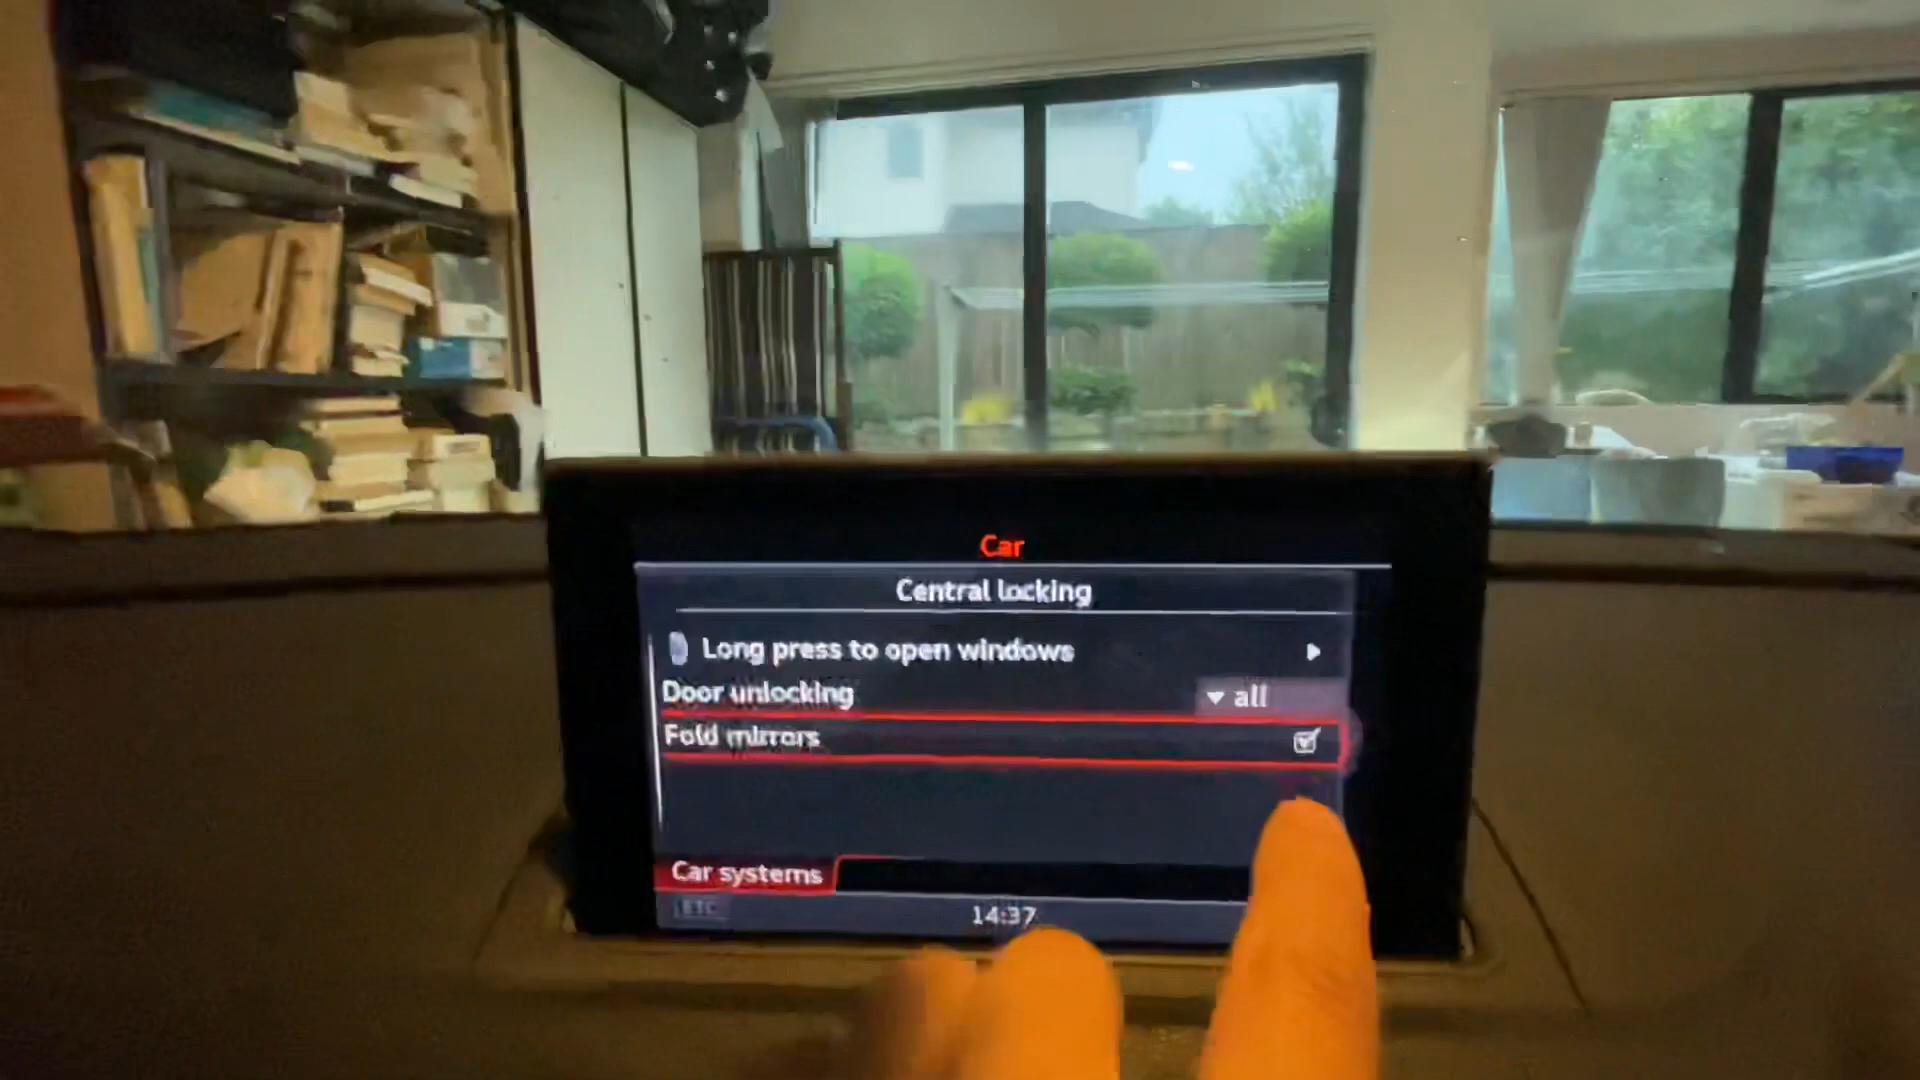 Car
Central locking
Long press to open windows
Door unlocking
all
Fold mirrors
Car systems
14:37